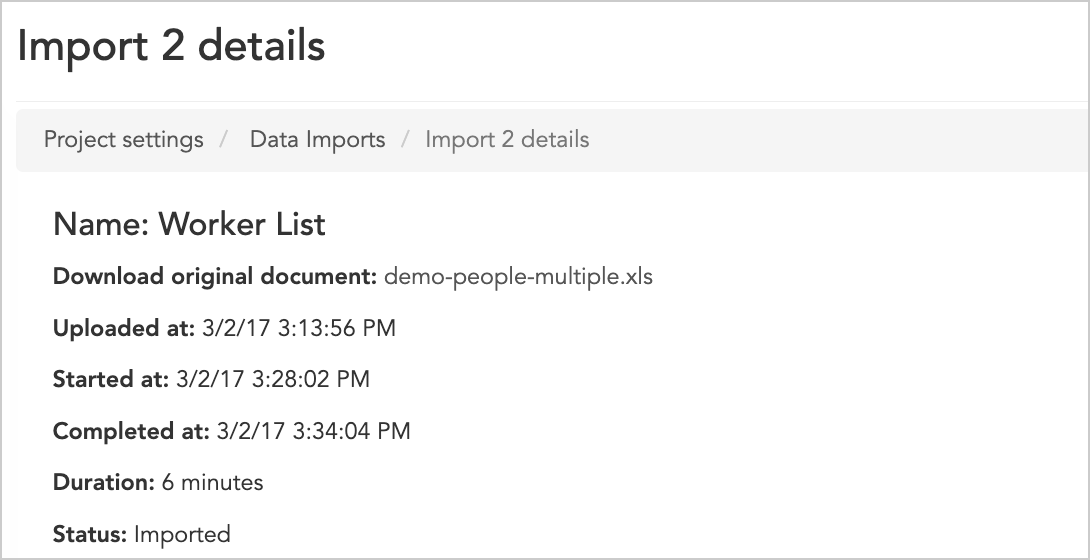 Import 2 details
Project settings / Data Imports / Import 2 details
Name: Worker List
Download original document: demo-people-multiple.xls
Uploaded at: 3/2/17 3:13:56 PM
Started at: 3/2/17 3:28:02 PM
Completed at: 3/2/17 3:34:04 PM
Duration: 6 minutes
Status: Imported